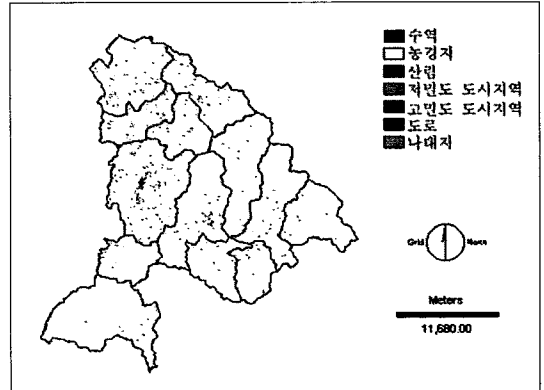 수역
농경지
산림
저밀도 도시지역
고밀도 도시지역
도로
나대지
Grid North
Meters
11,680.00